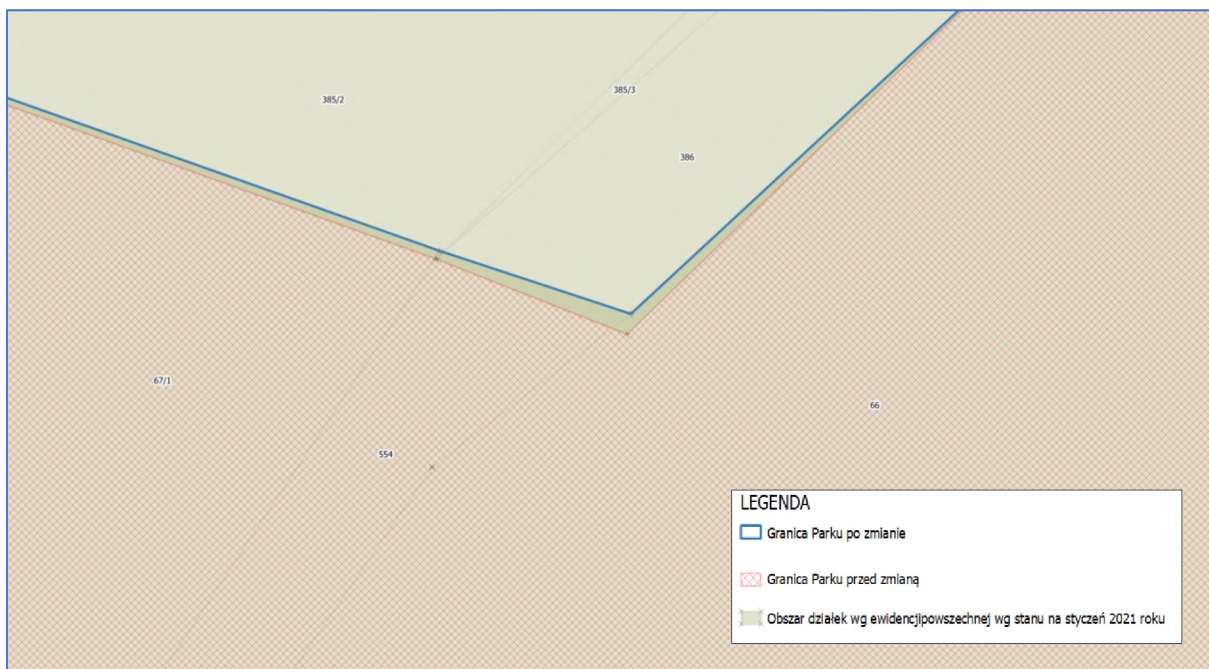 385/2
385/3
386
67/1
66
554
LEGENDA
Granica Parku po zmianie
Granica Parku przed zmianą
Obszar działek wg ewidencjipowszechnej wg stanu na styczeń 2021 roku